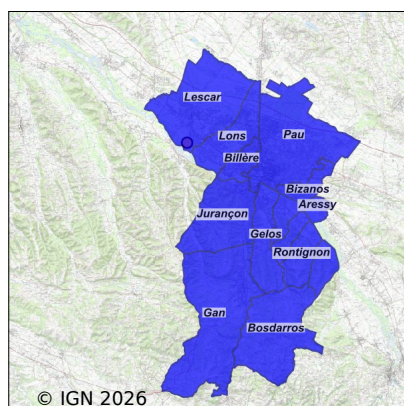 Lescar
Lons
Pau
Billère
Bizanos
Aressy
Jurançon
Gelos
Rontignon
Gan
Bosdarros
© IGN 2026